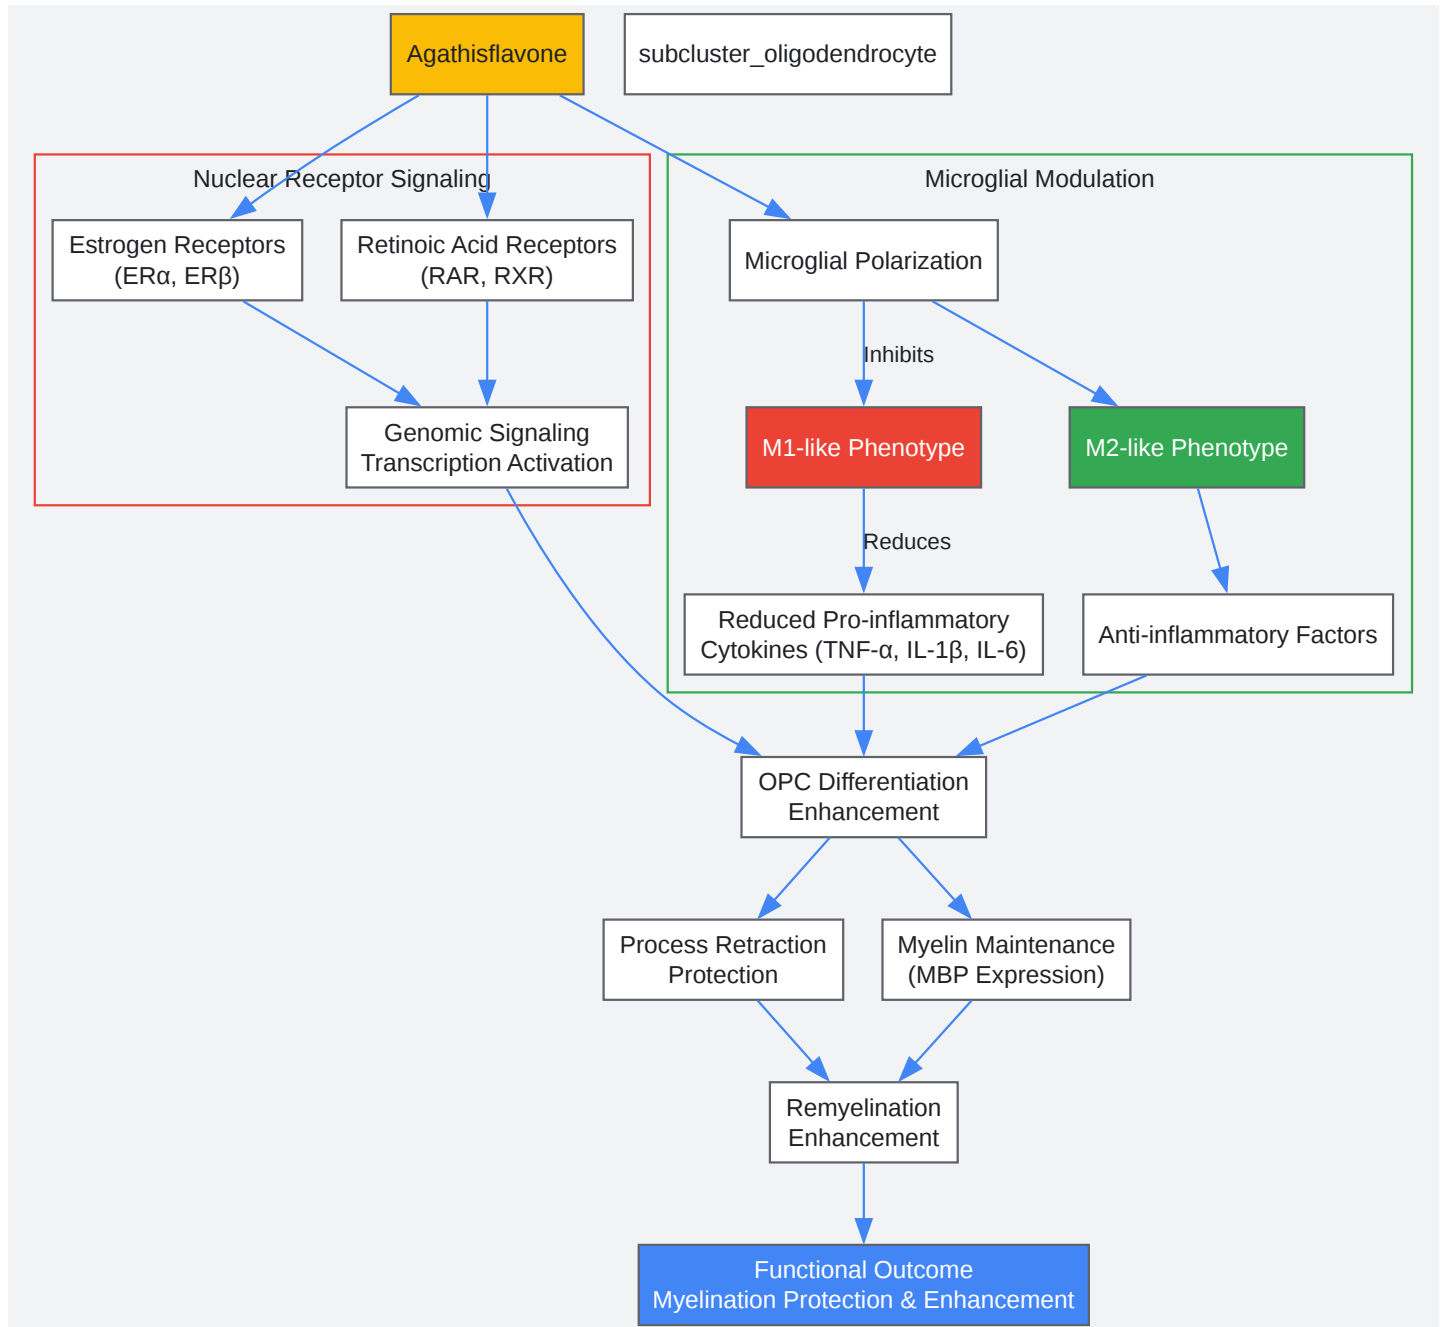 Agathisflavone
subcluster_oligodendrocyte
Nuclear Receptor Signaling
Microglial Modulation
Estrogen Receptors
(ERα, ERβ)
Retinoic Acid Receptors
(RAR, RXR)
Microglial Polarization
Inhibits
Genomic Signaling
Transcription Activation
M1-like Phenotype
M2-like Phenotype
Reduces
Reduced Pro-inflammatory
Cytokines (TNF-α, IL-1β, IL-6)
Anti-inflammatory Factors
OPC Differentiation
Enhancement
Process Retraction
Protection
Myelin Maintenance
(MBP Expression)
Remyelination
Enhancement
Functional Outcome
Myelination Protection & Enhancement